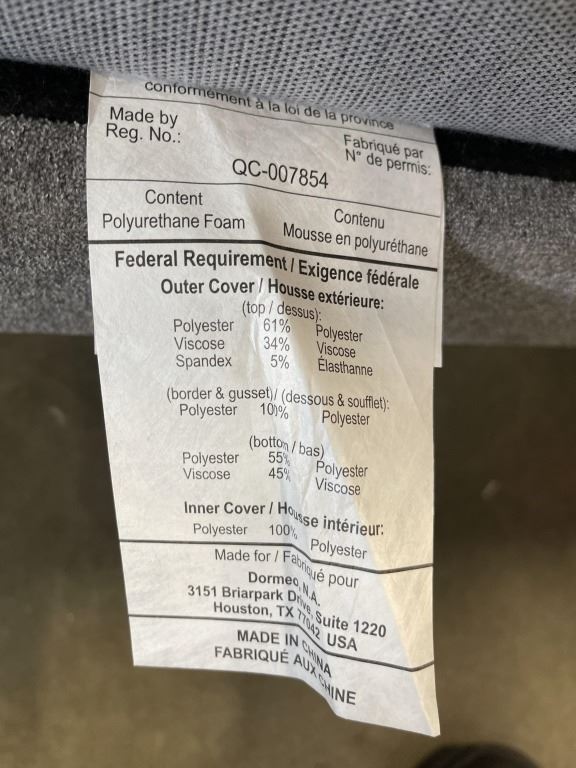 conformément à la loi de la province
Made by Fabriqué par
Reg. No.: N° de permis:
QC-007854
Content Contenu
Polyurethane Foam Mousse en polyuréthane
Federal Requirement / Exigence fédérale
Outer Cover / Housse extérieure:
(top / dessus):
Polyester 61% Polyester
Viscose 34% Viscose
Spandex 5% Élasthanne
(border & gusset)/ (dessous & soufflet):
Polyester 100% Polyester
(bottom / bas)
Polyester 55% Polyester
Viscose 45% Viscose
Inner Cover / Housse intérieur:
Polyester 100% Polyester
Made for / Fabriqué pour
Dormeo, N.A.
3151 Briarpark Drive, Suite 1220
Houston, TX 77042 USA
MADE IN CHINA
FABRIQUÉ AUX CHINE